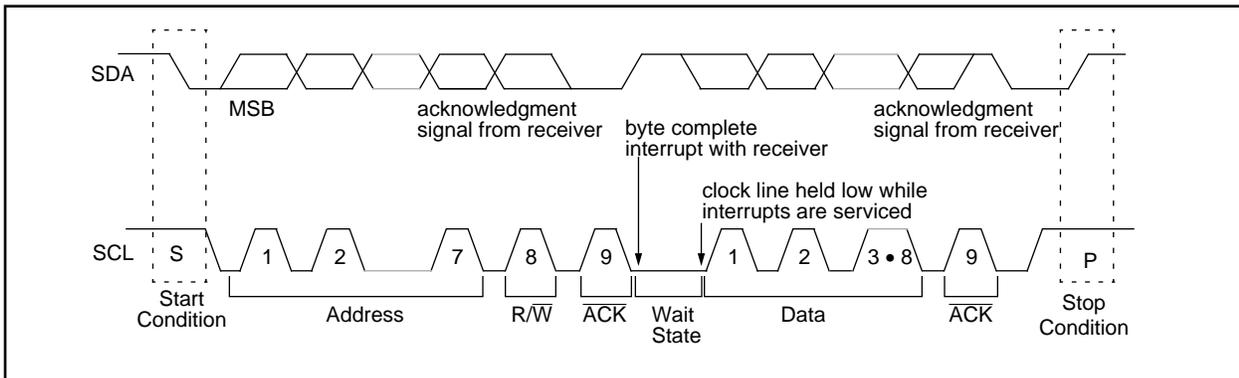 SDA
MSB
acknowledgment
signal from receiver
byte complete
interrupt with receiver
acknowledgment
signal from receiver
clock line held low while
interrupts are serviced
SCL
S
1
2
7
8
9
1
2
3 • 8
9
P
Start
Condition
Address
R/W̅
A̅C̅K̅
Wait
State
Data
A̅C̅K̅
Stop
Condition